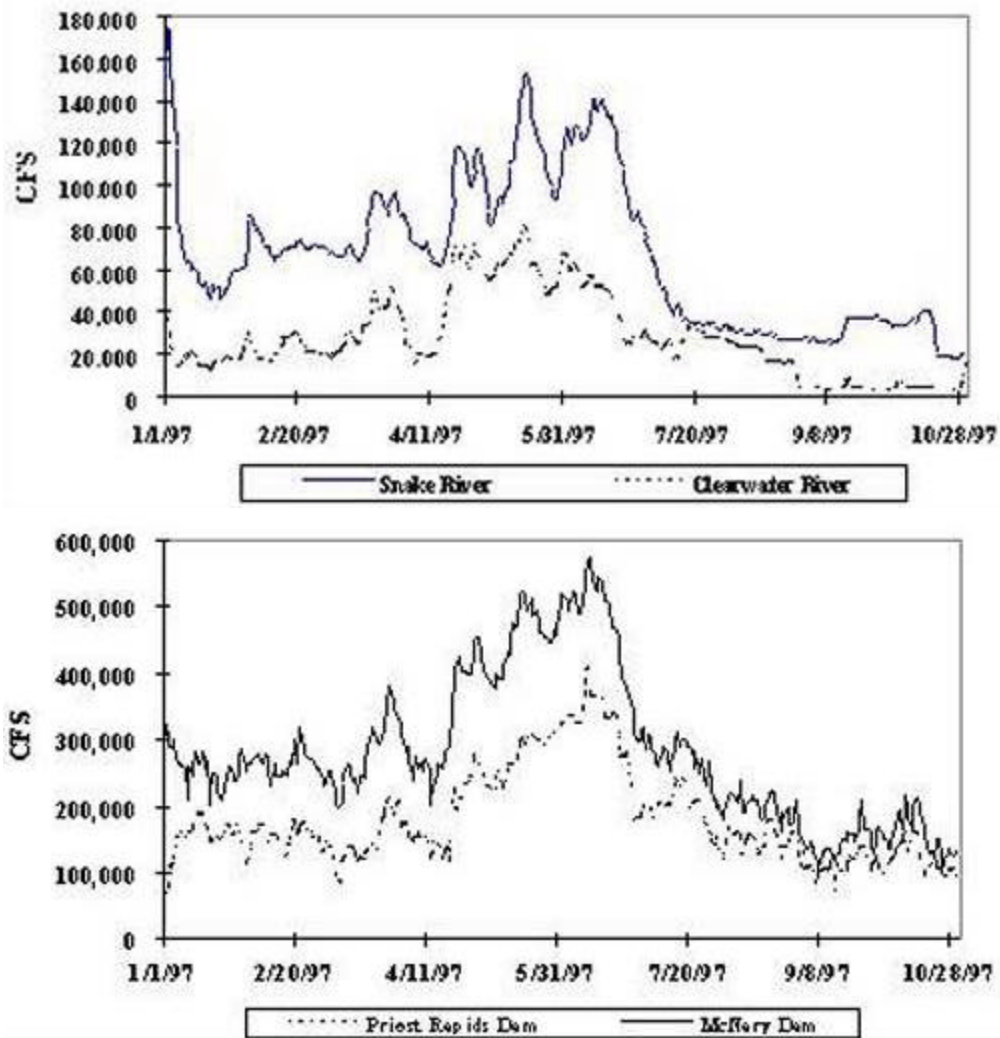 180,000
160,000
140,000
120,000
100,000
80,000
60,000
40,000
20,000
0
CFS
1/1/97 2/20/97 4/11/97 5/31/97 7/20/97 9/8/97 10/28/97
Snake River Clearwater River
600,000
500,000
400,000
300,000
200,000
100,000
0
CFS
1/1/97 2/20/97 4/11/97 5/31/97 7/20/97 9/8/97 10/28/97
Priest Rapids Dam McNary Dam